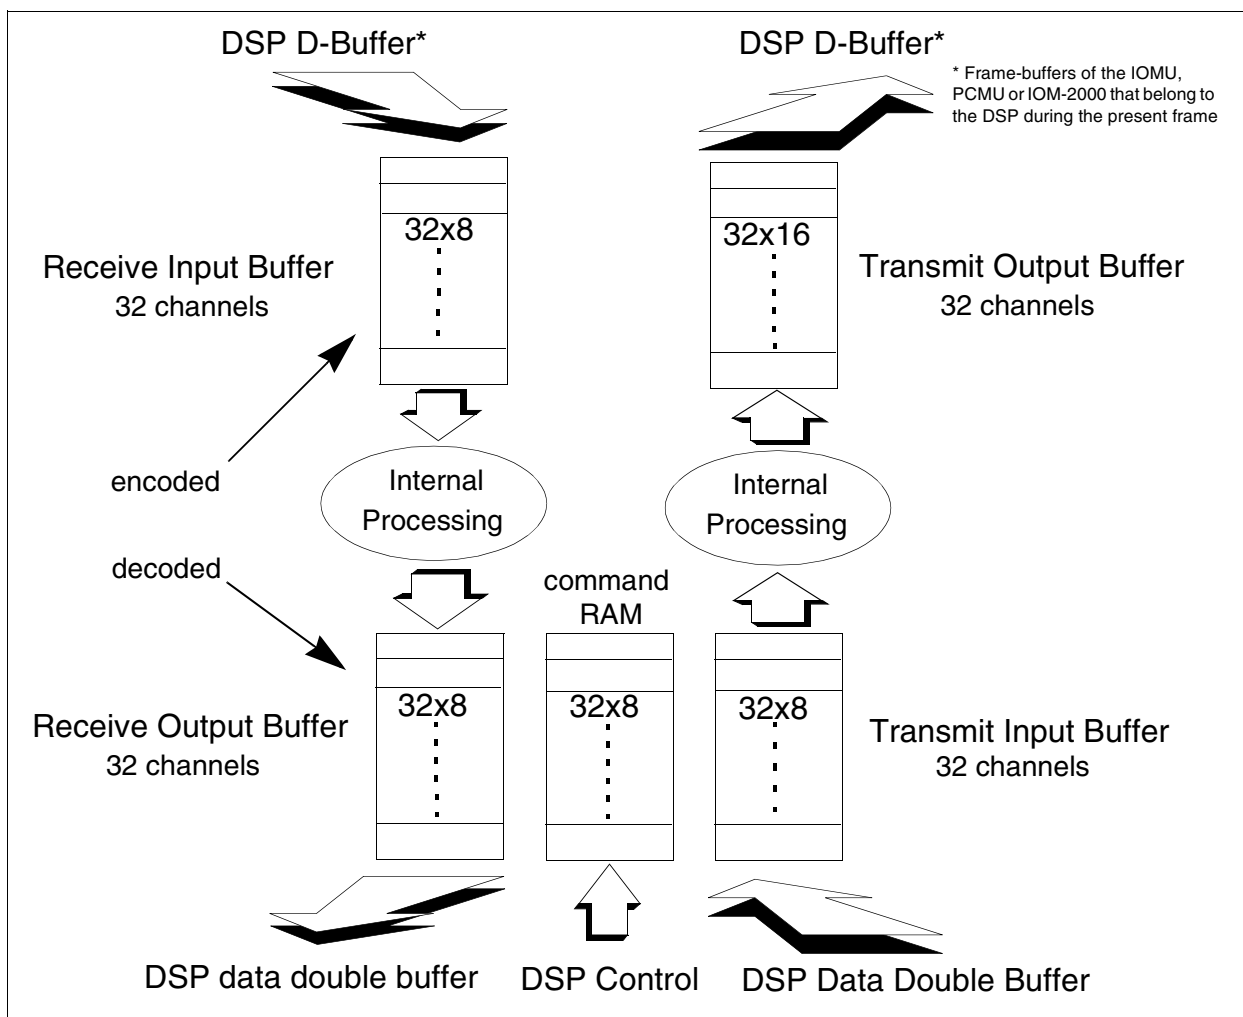 DSP D-Buffer*
DSP D-Buffer*
* Frame-buffers of the IOMU,
PCMU or IOM-2000 that belong to
the DSP during the present frame
32x8
32x16
Receive Input Buffer
32 channels
Transmit Output Buffer
32 channels
encoded
Internal
Processing
Internal
Processing
decoded
command
RAM
32x8
32x8
32x8
Receive Output Buffer
32 channels
Transmit Input Buffer
32 channels
DSP data double buffer
DSP Control
DSP Data Double Buffer